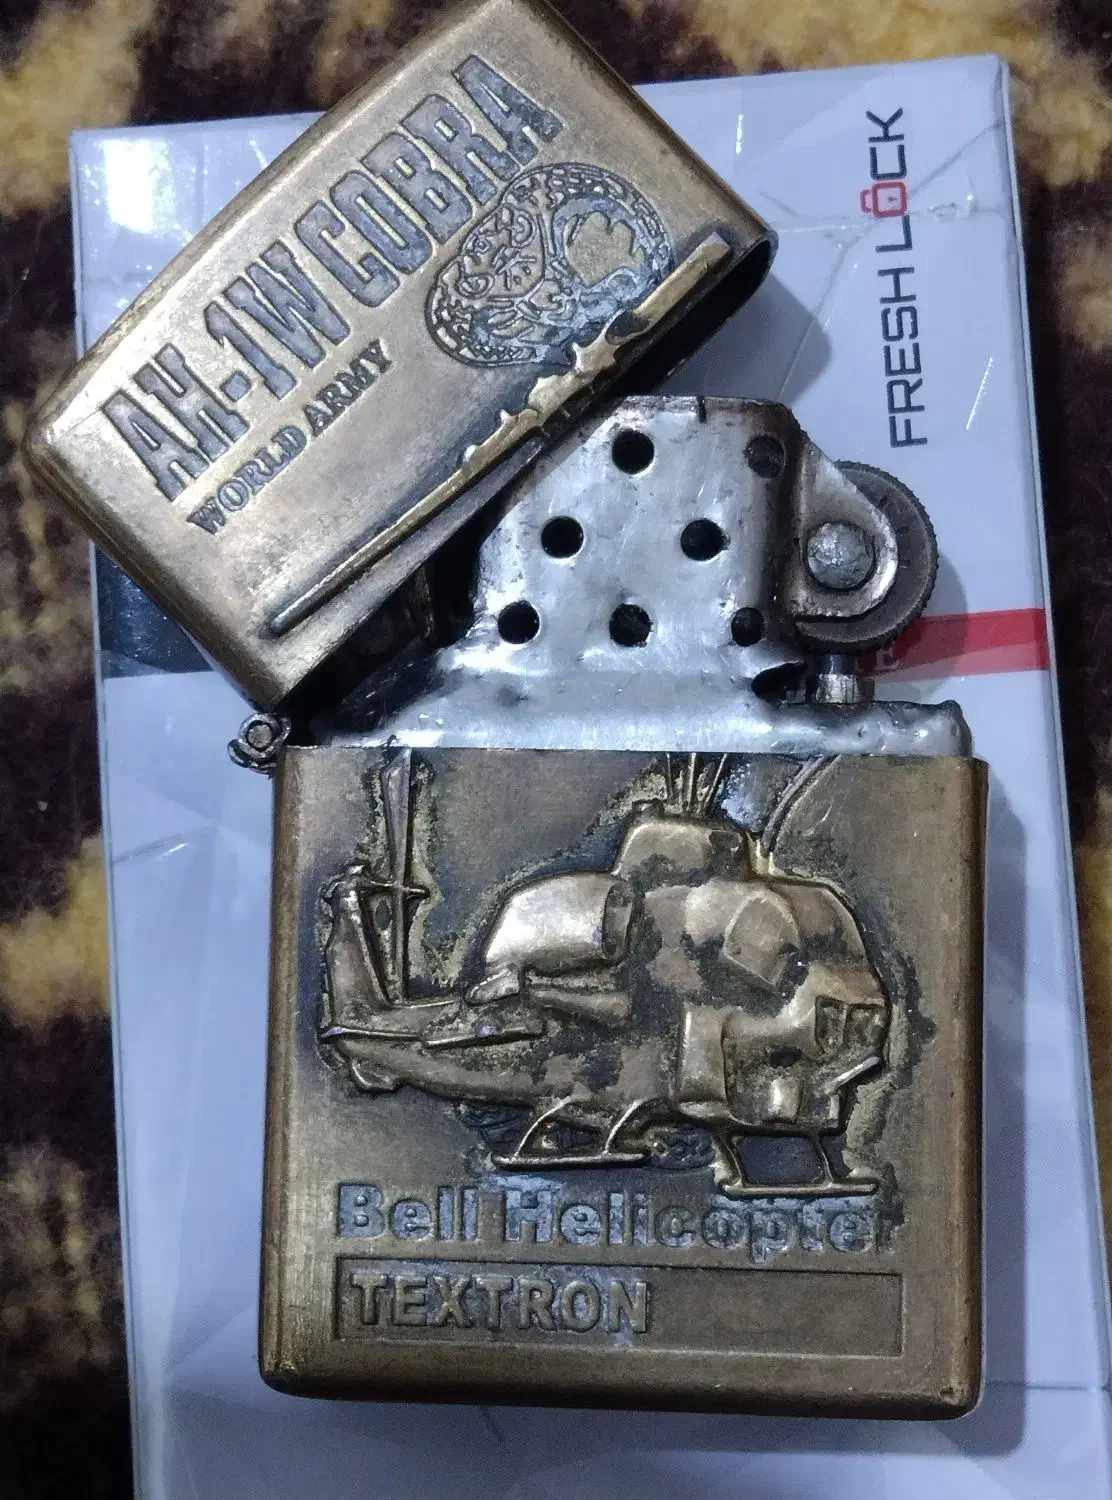 AH-1W COBRA
WORLD ARMY
FRESH LOCK
Bell Helicopter
TEXTRON